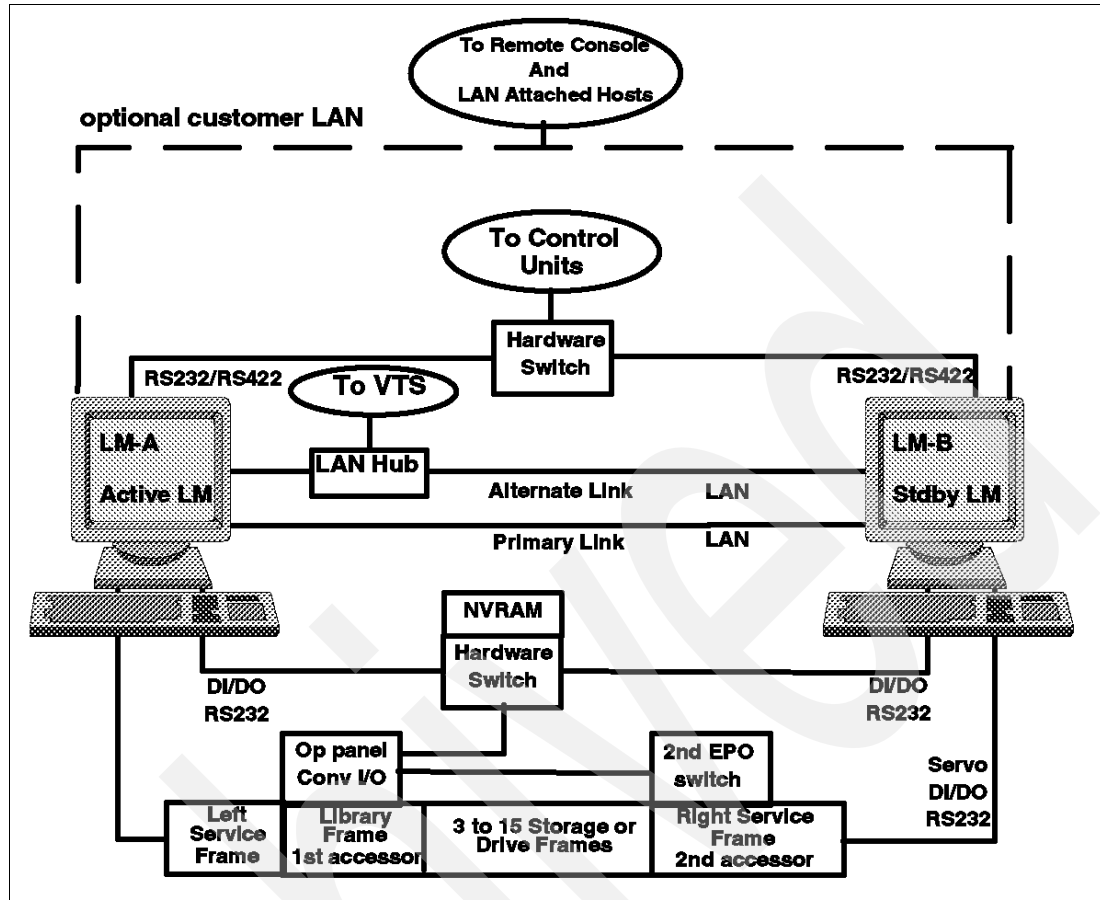 To Remote Console
And
LAN Attached Hosts
optional customer LAN
To Control
Units
Hardware
Switch
RS232/RS422
RS232/RS422
To VTS
LM-A
Active LM
LAN Hub
LM-B
Stdby LM
Alternate Link LAN
Primary Link LAN
NVRAM
Hardware
Switch
DI/DO
RS232
DI/DO
RS232
Op panel
Conv I/O
2nd EPO
switch
Servo
DI/DO
RS232
Left
Service
Frame
Library
Frame
1st accessor
3 to 15 Storage or
Drive Frames
Right Service
Frame
2nd accessor